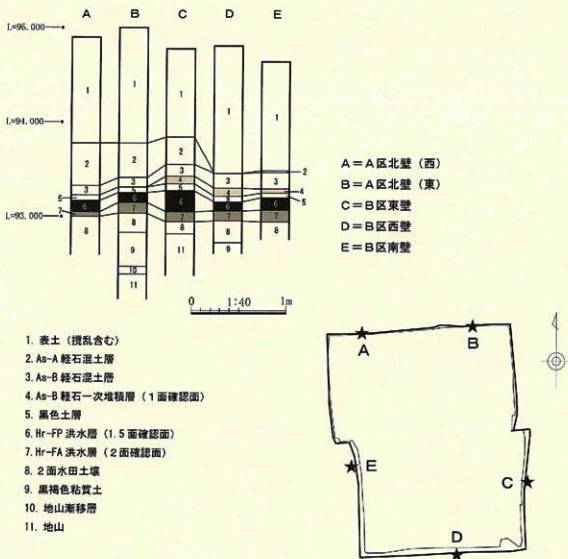 A B C D E
L=96.000
L=94.000
L=93.000
1 1 1 1 1
2 2 2 2
3 3 3 3 3
4 4 4
5 5 5 5 5
6 6 6 6 6
7 7 7 7 7
8 8 8 8 8
9 9 11 9
10
11
0 1:40 1m
A=A区北壁(西)
B=A区北壁(東)
C=B区東壁
D=B区西壁
E=B区南壁
1. 表土(撹乱含む)
2. As-A 軽石混土層
3. As-B 軽石混土層
4. As-B 軽石一次堆積層(1面確認面)
5. 黒色土層
6. Hr-FP 洪水層(1.5面確認面)
7. Hr-FA 洪水層(2面確認面)
8. 2面水田土壌
9. 黒褐色粘質土
10. 地山漸移層
11. 地山
A
B
E
C
D